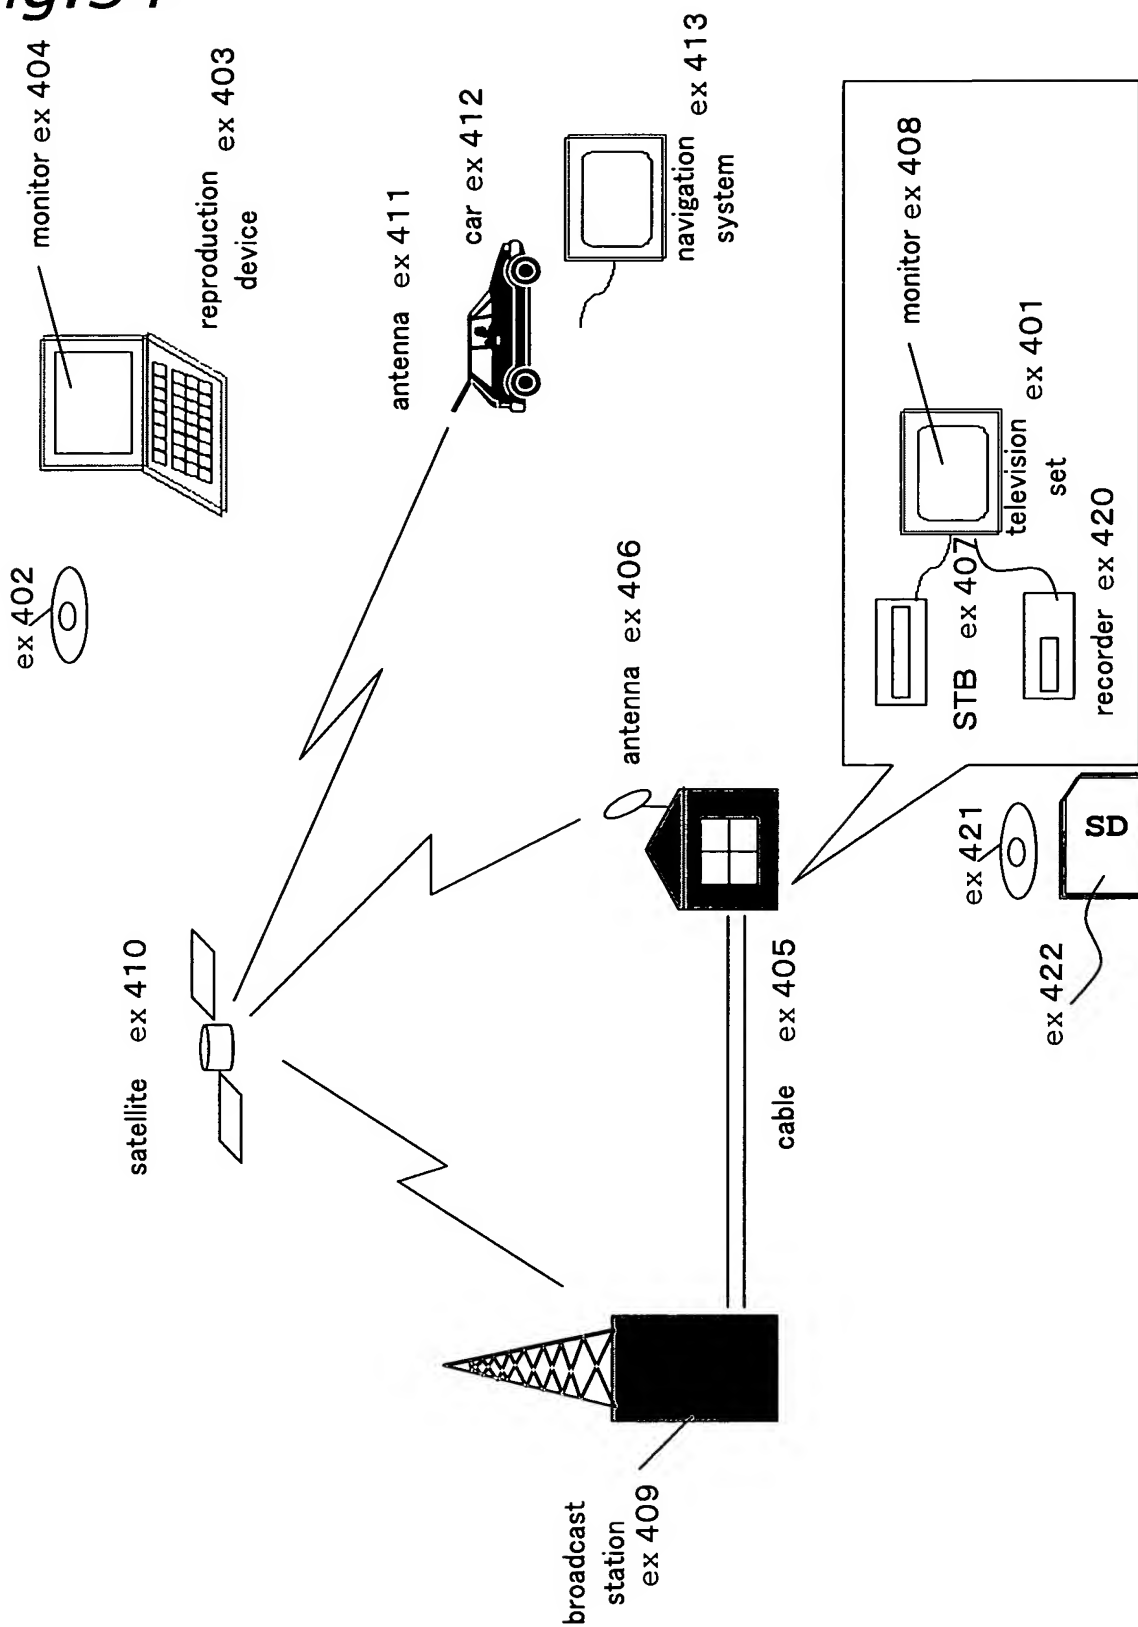 monitor ex 404
reproduction
device
ex 403
ex 402
antenna ex 411
car ex 412
navigation
system
ex 413
satellite ex 410
antenna ex 406
monitor ex 408
television
set
ex 401
STB ex 407
recorder ex 420
broadcast
station
ex 409
cable ex 405
ex 421
ex 422
SD